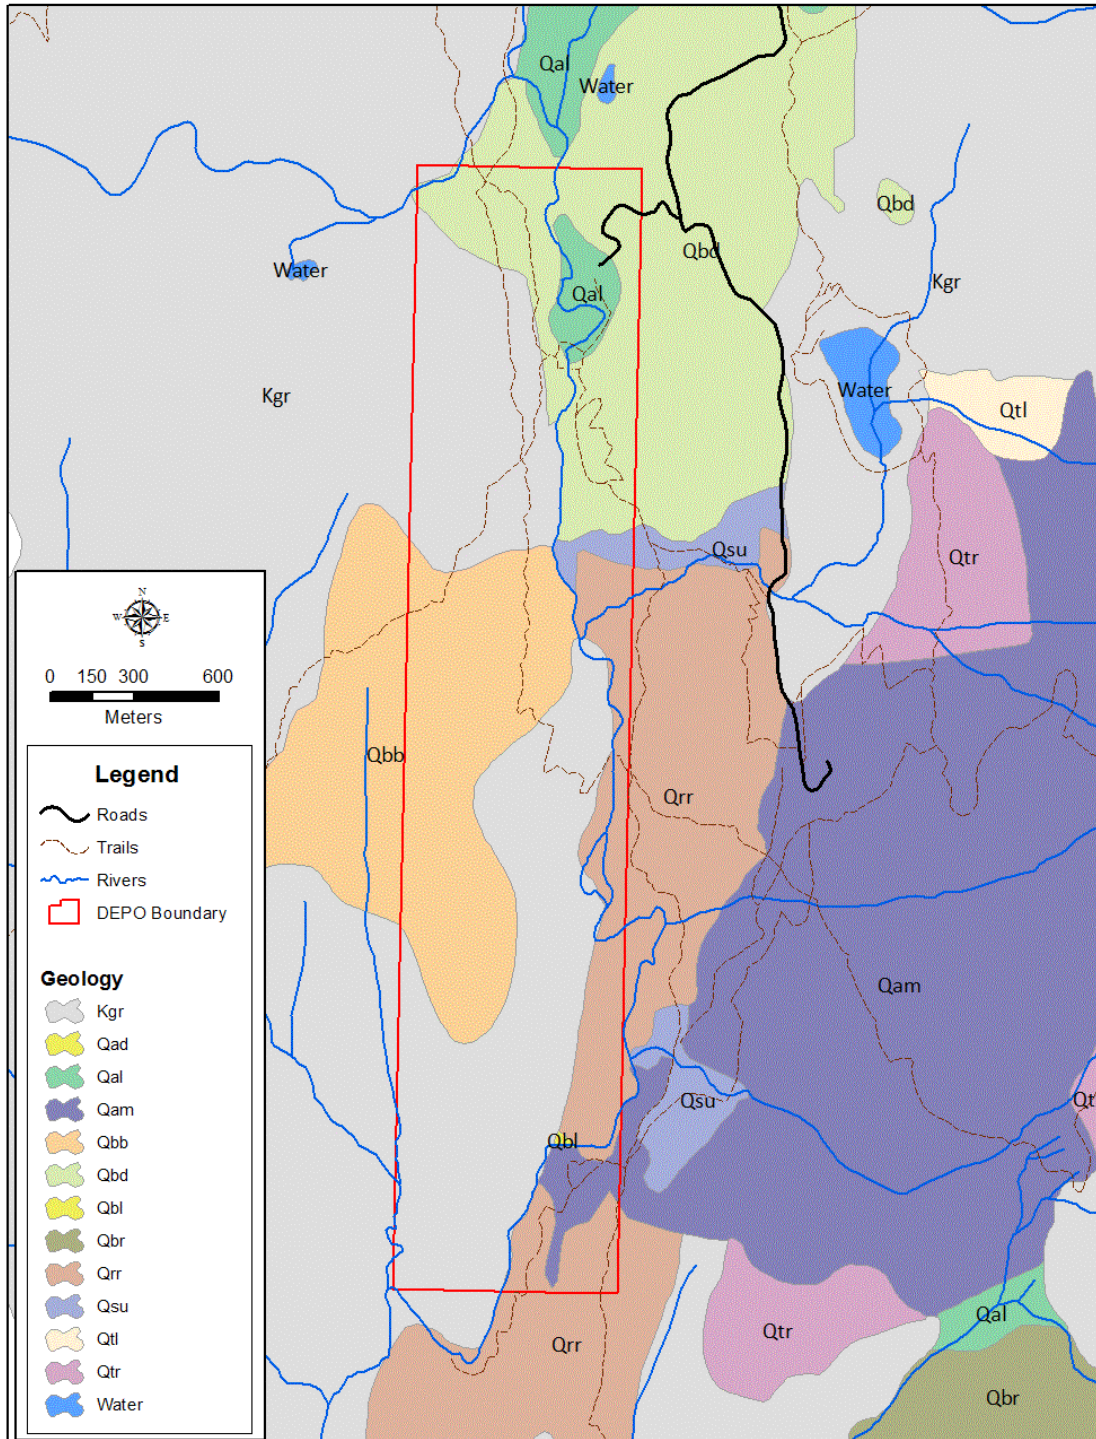 Qal
Water
Qbd
Qbd
Water
Kgr
Qal
Kgr
Water
Qtl
Qsu
Qtr
N
W E
S
0 150 300 600
Meters
Qbb
Qrr
Legend
Roads
Trails
Rivers
DEPO Boundary
Geology
Kgr
Qad
Qal
Qam
Qbb
Qbd
Qbl
Qbr
Qrr
Qsu
Qtl
Qtr
Water
Qam
Qsu
Qt
Qbl
Qal
Qtr
Qrr
Qbr